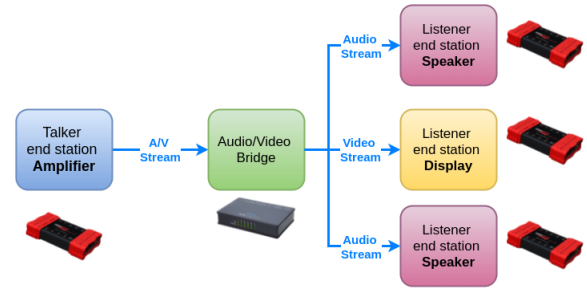 Talker
end station
Amplifier
A/V
Stream
Audio/Video
Bridge
Audio
Stream
Listener
end station
Speaker
Video
Stream
Listener
end station
Display
Audio
Stream
Listener
end station
Speaker